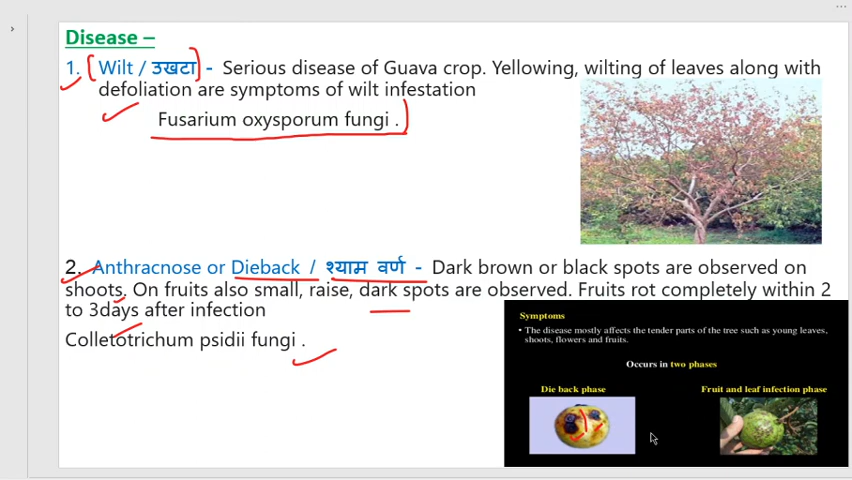 Disease –
1. Wilt / उखटा - Serious disease of Guava crop. Yellowing, wilting of leaves along with
defoliation are symptoms of wilt infestation
Fusarium oxysporum fungi .
2. Anthracnose or Dieback / श्याम वर्ण - Dark brown or black spots are observed on
shoots. On fruits also small, raise, dark spots are observed. Fruits rot completely within 2
to 3days after infection
Colletotrichum psidii fungi .
Symptoms
• The disease mostly affects the tender parts of the tree such as young leaves,
shoots, flowers and fruits.
Occurs in two phases
Die back phase
Fruit and leaf infection phase